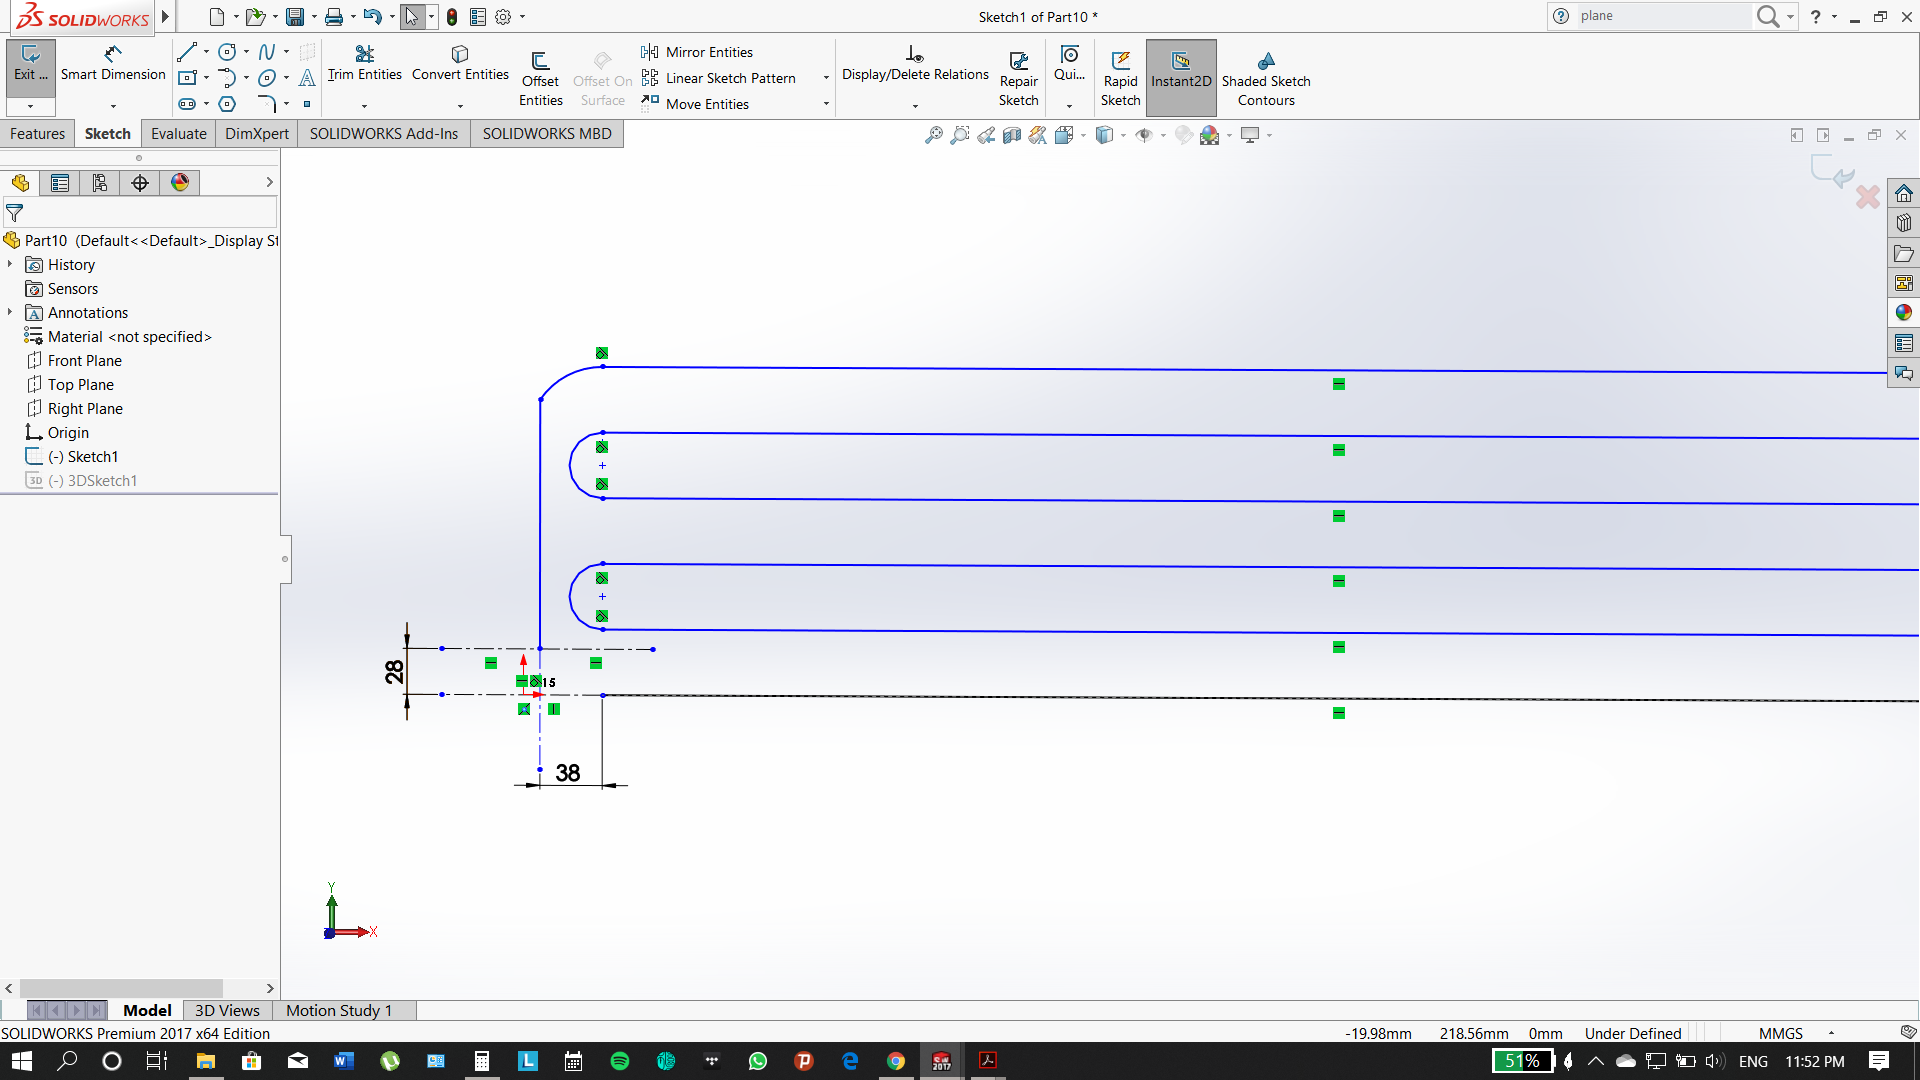 SOLIDWORKS
Sketch1 of Part10 *
plane
?
Exit ...
Smart Dimension
Trim Entities
Convert Entities
Offset Entities
Offset On Surface
Mirror Entities
Linear Sketch Pattern
Move Entities
Display/Delete Relations
Repair Sketch
Qui...
Rapid Sketch
Instant2D
Shaded Sketch Contours
Features
Sketch
Evaluate
DimXpert
SOLIDWORKS Add-Ins
SOLIDWORKS MBD
Part10 (Default<<Default>_Display St
History
Sensors
Annotations
Material <not specified>
Front Plane
Top Plane
Right Plane
Origin
(-) Sketch1
3D (-) 3DSketch1
28
15
38
Y
X
Z
Model
3D Views
Motion Study 1
SOLIDWORKS Premium 2017 x64 Edition
-19.98mm
218.56mm
0mm
Under Defined
MMGS
51%
ENG
11:52 PM